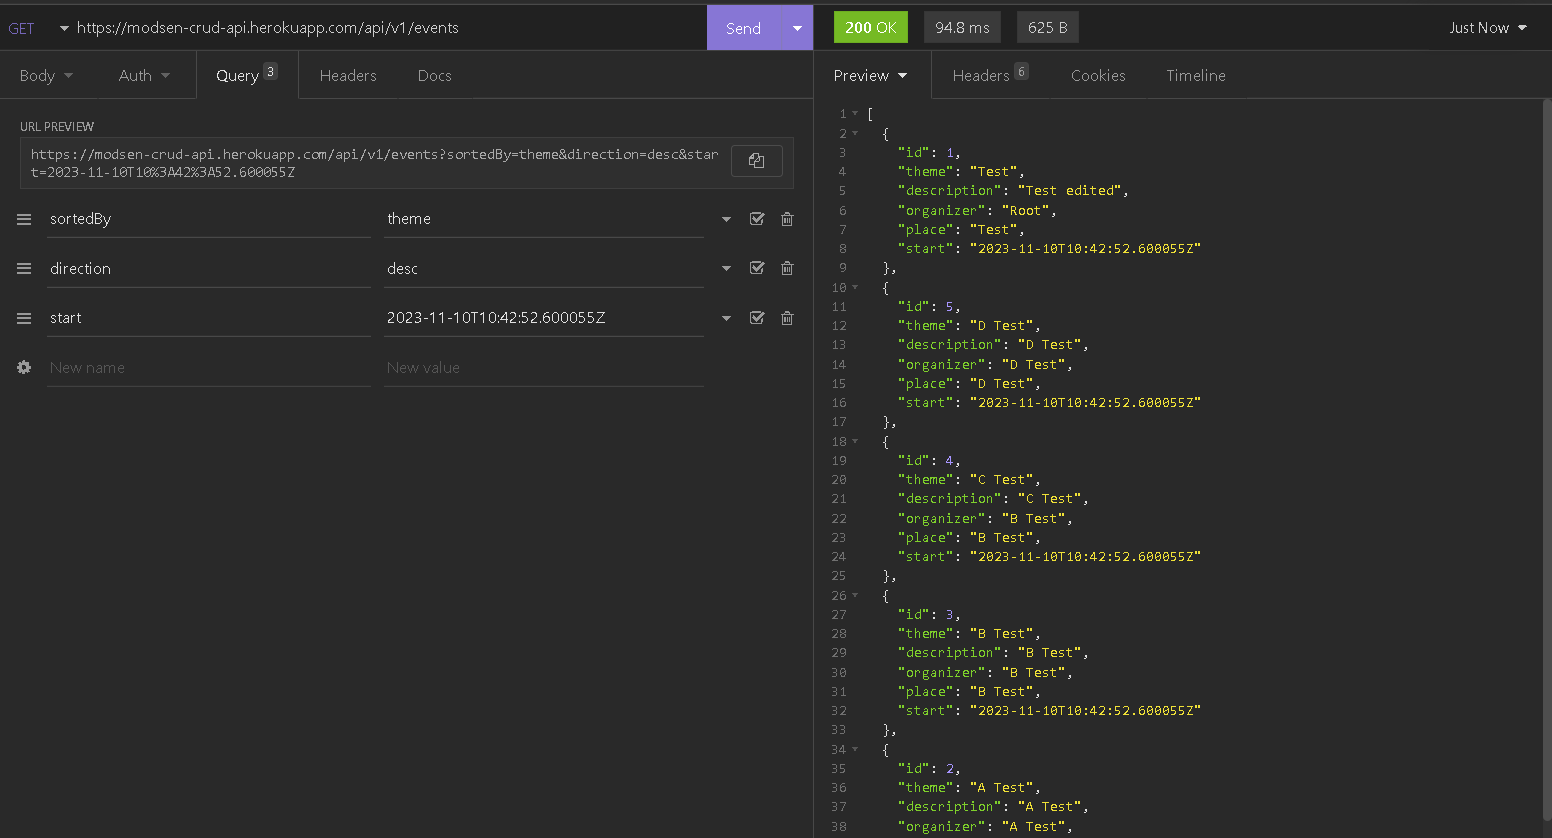 GET https://modsen-crud-api.herokuapp.com/api/v1/events Send 200 OK 94.8 ms 625 B Just Now
Body Auth Query 3 Headers Docs
URL PREVIEW
https://modsen-crud-api.herokuapp.com/api/v1/events?sortedBy=theme&direction=desc&star
t=2023-11-10T10%3A42%3A52.600055Z
sortedBy theme
direction desc
start 2023-11-10T10:42:52.600055Z
New name New value
Preview Headers 6 Cookies Timeline
1 [
2 {
3 "id": 1,
4 "theme": "Test",
5 "description": "Test edited",
6 "organizer": "Root",
7 "place": "Test",
8 "start": "2023-11-10T10:42:52.600055Z"
9 },
10 {
11 "id": 5,
12 "theme": "D Test",
13 "description": "D Test",
14 "organizer": "D Test",
15 "place": "D Test",
16 "start": "2023-11-10T10:42:52.600055Z"
17 },
18 {
19 "id": 4,
20 "theme": "C Test",
21 "description": "C Test",
22 "organizer": "B Test",
23 "place": "B Test",
24 "start": "2023-11-10T10:42:52.600055Z"
25 },
26 {
27 "id": 3,
28 "theme": "B Test",
29 "description": "B Test",
30 "organizer": "B Test",
31 "place": "B Test",
32 "start": "2023-11-10T10:42:52.600055Z"
33 },
34 {
35 "id": 2,
36 "theme": "A Test",
37 "description": "A Test",
38 "organizer": "A Test",